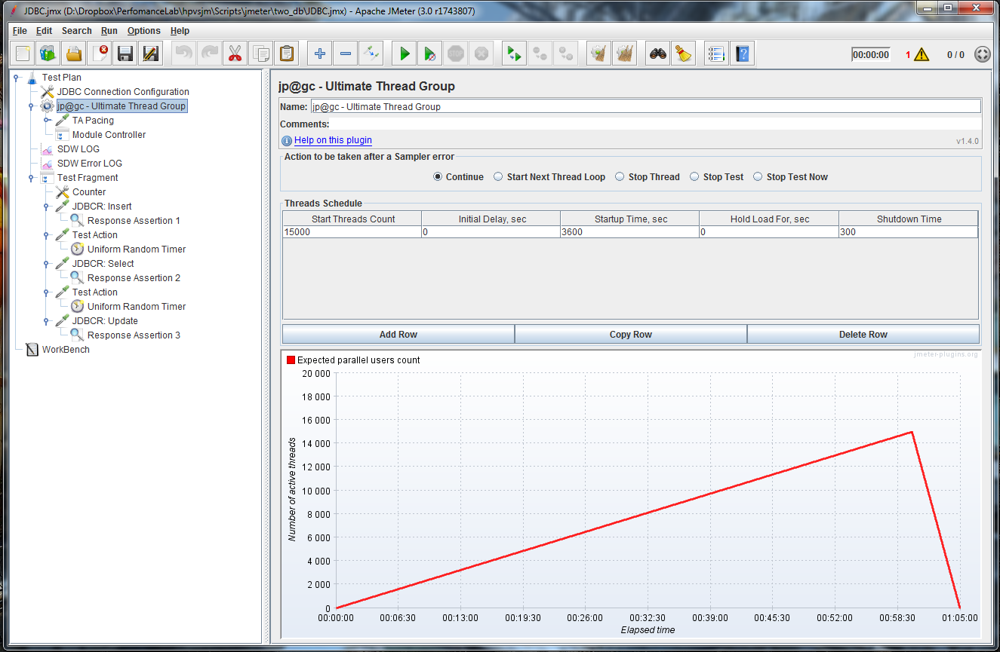 JDBC.jmx (D:\Dropbox\PerfomanceLab\hpvsjm\Scripts\jmeter\two_db\JDBC.jmx) - Apache JMeter (3.0 r1743807)
File Edit Search Run Options Help
STOP
00:00:00 1 0 / 0
Test Plan
JDBC Connection Configuration
jp@gc - Ultimate Thread Group
TA Pacing
Module Controller
SDW LOG
SDW Error LOG
Test Fragment
Counter
JDBCR: Insert
Response Assertion 1
Test Action
Uniform Random Timer
JDBCR: Select
Response Assertion 2
Test Action
Uniform Random Timer
JDBCR: Update
Response Assertion 3
WorkBench
jp@gc - Ultimate Thread Group
Name: jp@gc - Ultimate Thread Group
Comments:
Help on this plugin v1.4.0
Action to be taken after a Sampler error
Continue Start Next Thread Loop Stop Thread Stop Test Stop Test Now
Threads Schedule
Start Threads Count Initial Delay, sec Startup Time, sec Hold Load For, sec Shutdown Time
15000 0 3600 0 300
Add Row Copy Row Delete Row
jmeter-plugins.org
Expected parallel users count
20 000
18 000
16 000
14 000
12 000
10 000
8 000
6 000
4 000
2 000
0
Number of active threads
00:00:00 00:06:30 00:13:00 00:19:30 00:26:00 00:32:30 00:39:00 00:45:30 00:52:00 00:58:30 01:05:00
Elapsed time